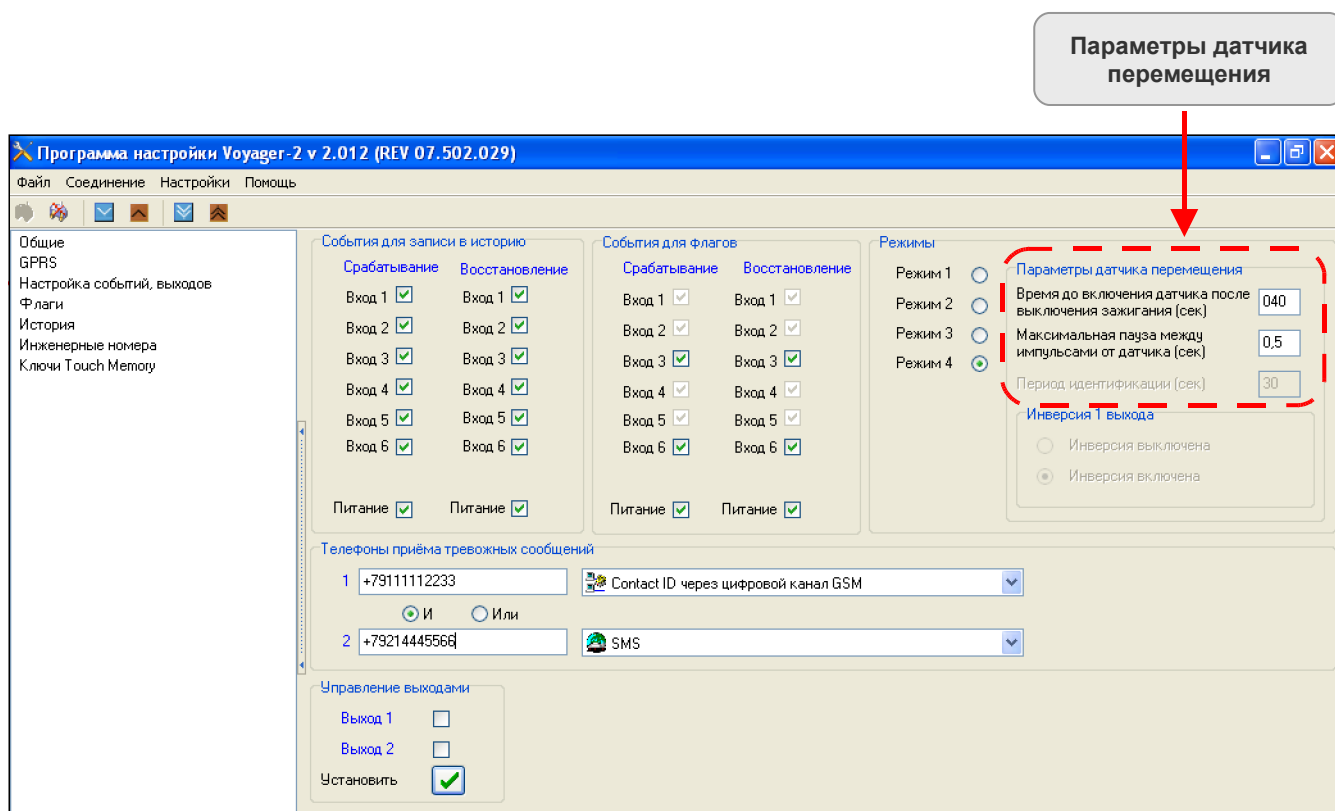 Параметры датчика
перемещения
Программа настройки Voyager-2 v 2.012 (REV 07.502.029)
Файл Соединение Настройки Помощь
Общие
GPRS
Настройка событий, выходов
Флаги
История
Инженерные номера
Ключи Touch Memory
События для записи в историю
Срабатывание Восстановление
Вход 1 Вход 1
Вход 2 Вход 2
Вход 3 Вход 3
Вход 4 Вход 4
Вход 5 Вход 5
Вход 6 Вход 6
Питание Питание
События для флагов
Срабатывание Восстановление
Вход 1 Вход 1
Вход 2 Вход 2
Вход 3 Вход 3
Вход 4 Вход 4
Вход 5 Вход 5
Вход 6 Вход 6
Питание Питание
Режимы
Режим 1
Режим 2
Режим 3
Режим 4
Параметры датчика перемещения
Время до включения датчика после
выключения зажигания (сек) 040
Максимальная пауза между
импульсами от датчика (сек) 0,5
Период идентификации (сек) 30
Инверсия 1 выхода
Инверсия выключена
Инверсия включена
Телефоны приёма тревожных сообщений
1 +79111112233 Contact ID через цифровой канал GSM
И Или
2 +79214445566 SMS
Управление выходами
Выход 1
Выход 2
Установить